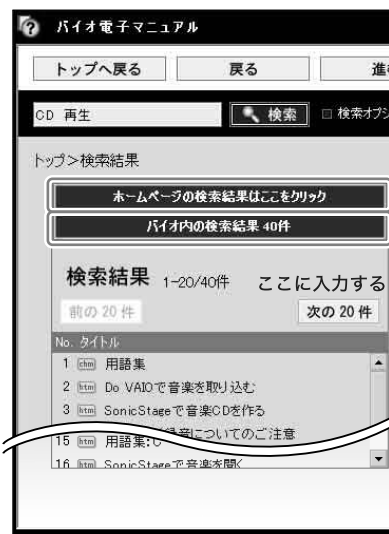 バイオ電子マニュアル
トップへ戻る
戻る
CD 再生
検索
トップ>検索結果
ホームページの検索結果はここをクリック
バイオ内の検索結果 40件
検索結果 1-20/40件 ここに入力する
前の 20 件
次の 20 件
No. タイトル
1 chm 用語集
2 htm Do VAIOで音楽を取り込む
3 htm SonicStageで音楽CDを作る
録音についてのご注意
15 htm 用語集:C
16 htm SonicStageで音楽を聞く